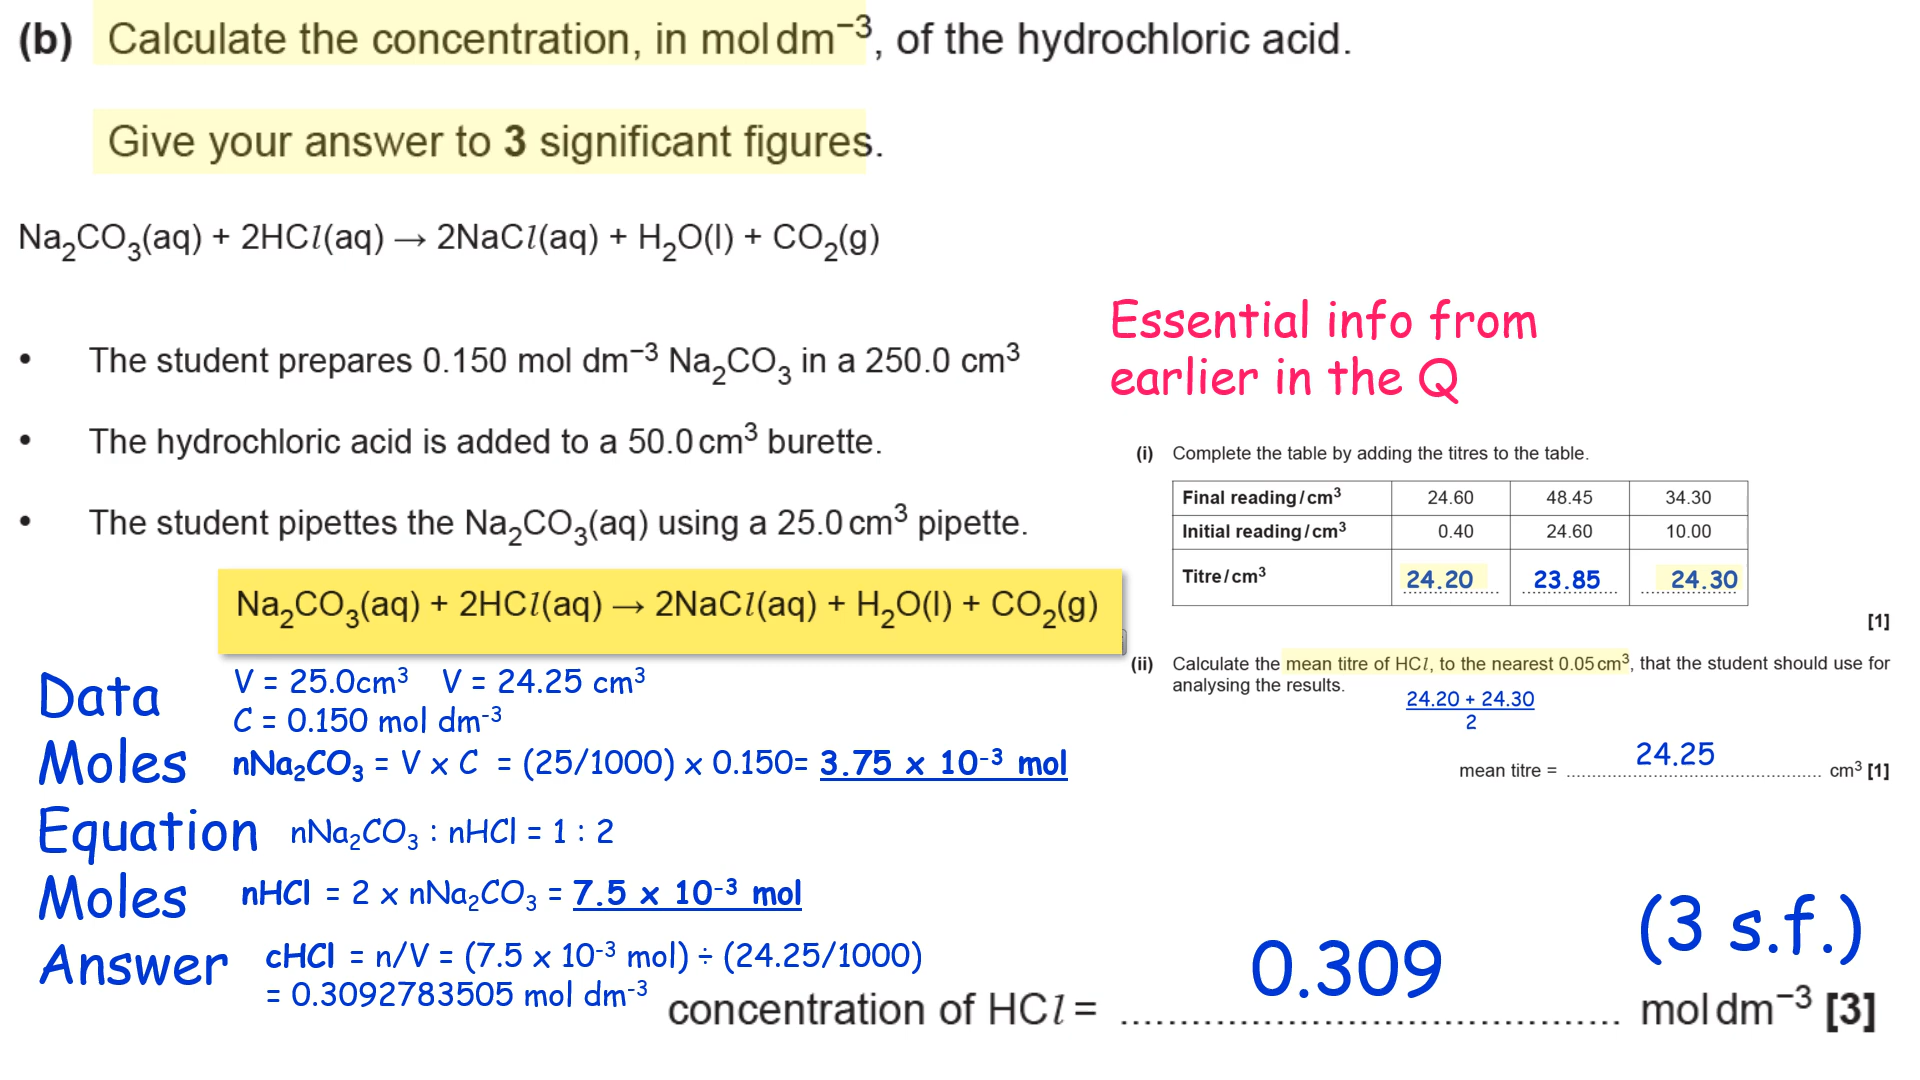 (b) Calculate the concentration, in mol dm⁻³, of the hydrochloric acid.
Give your answer to 3 significant figures.
Na₂CO₃(aq) + 2HCl(aq) → 2NaCl(aq) + H₂O(l) + CO₂(g)
• The student prepares 0.150 mol dm⁻³ Na₂CO₃ in a 250.0 cm³
• The hydrochloric acid is added to a 50.0 cm³ burette.
• The student pipettes the Na₂CO₃(aq) using a 25.0 cm³ pipette.
Na₂CO₃(aq) + 2HCl(aq) → 2NaCl(aq) + H₂O(l) + CO₂(g)
Data V = 25.0cm³ V = 24.25 cm³
C = 0.150 mol dm⁻³
Moles nNa₂CO₃ = V x C = (25/1000) x 0.150= 3.75 x 10⁻³ mol
Equation nNa₂CO₃ : nHCl = 1 : 2
Moles nHCl = 2 x nNa₂CO₃ = 7.5 x 10⁻³ mol
Answer cHCl = n/V = (7.5 x 10⁻³ mol) ÷ (24.25/1000)
= 0.3092783505 mol dm⁻³
Essential info from
earlier in the Q
(i) Complete the table by adding the titres to the table.
Final reading/cm³ 24.60 48.45 34.30
Initial reading/cm³ 0.40 24.60 10.00
Titre/cm³ 24.20 23.85 24.30
[1]
(ii) Calculate the mean titre of HCl, to the nearest 0.05 cm³, that the student should use for
analysing the results.
24.20 + 24.30
2
mean titre = 24.25 cm³ [1]
(3 s.f.)
concentration of HCl = 0.309 mol dm⁻³ [3]